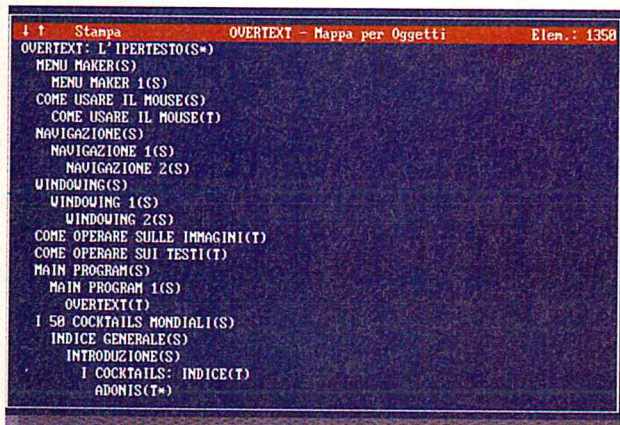 ↓ ↑ Stampa OVERTEXT - Mappa per Oggetti Elem.: 1350
OVERTEXT: L'IPERTESTO(S*)
MENU MAKER(S)
MENU MAKER 1(S)
COME USARE IL MOUSE(S)
COME USARE IL MOUSE(T)
NAVIGAZIONE(S)
NAVIGAZIONE 1(S)
NAVIGAZIONE 2(S)
WINDOWING(S)
WINDOWING 1(S)
WINDOWING 2(S)
COME OPERARE SULLE IMMAGINI(T)
COME OPERARE SUI TESTI(T)
MAIN PROGRAM(S)
MAIN PROGRAM 1(S)
OVERTEXT(T)
I 50 COCKTAILS MONDIALI(S)
INDICE GENERALE(S)
INTRODUZIONE(S)
I COCKTAILS: INDICE(T)
ADONIS(T*)